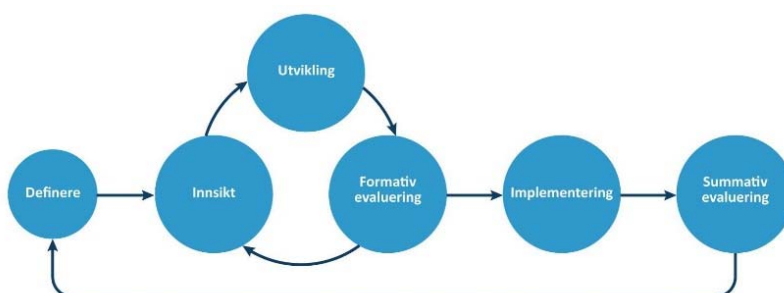 Utvikling
Definere
Innsikt
Formativ
evaluering
Implementering
Summativ
evaluering